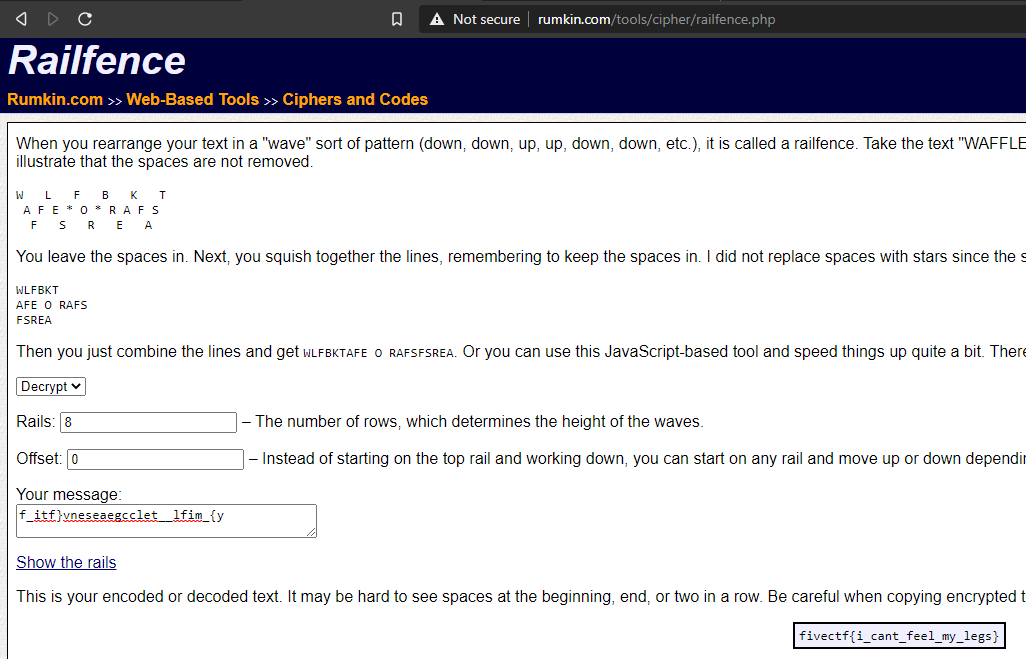 Not secure | rumkin.com/tools/cipher/railfence.php
Railfence
Rumkin.com >> Web-Based Tools >> Ciphers and Codes
When you rearrange your text in a "wave" sort of pattern (down, down, up, up, down, down, etc.), it is called a railfence. Take the text "WAFFLE
illustrate that the spaces are not removed.
W   L   F   B   K   T
 A F E * O * R A F S
  F   S   R   E   A
You leave the spaces in. Next, you squish together the lines, remembering to keep the spaces in. I did not replace spaces with stars since the s
WLFBKT
AFE O RAFS
FSREA
Then you just combine the lines and get WLFBKTAFE O RAFSFSREA. Or you can use this JavaScript-based tool and speed things up quite a bit. There
Decrypt
Rails: 8 – The number of rows, which determines the height of the waves.
Offset: 0 – Instead of starting on the top rail and working down, you can start on any rail and move up or down dependin
Your message:
f_itf}vneseaegcclet__lfim_{y
Show the rails
This is your encoded or decoded text. It may be hard to see spaces at the beginning, end, or two in a row. Be careful when copying encrypted t
fivectf{i_cant_feel_my_legs}